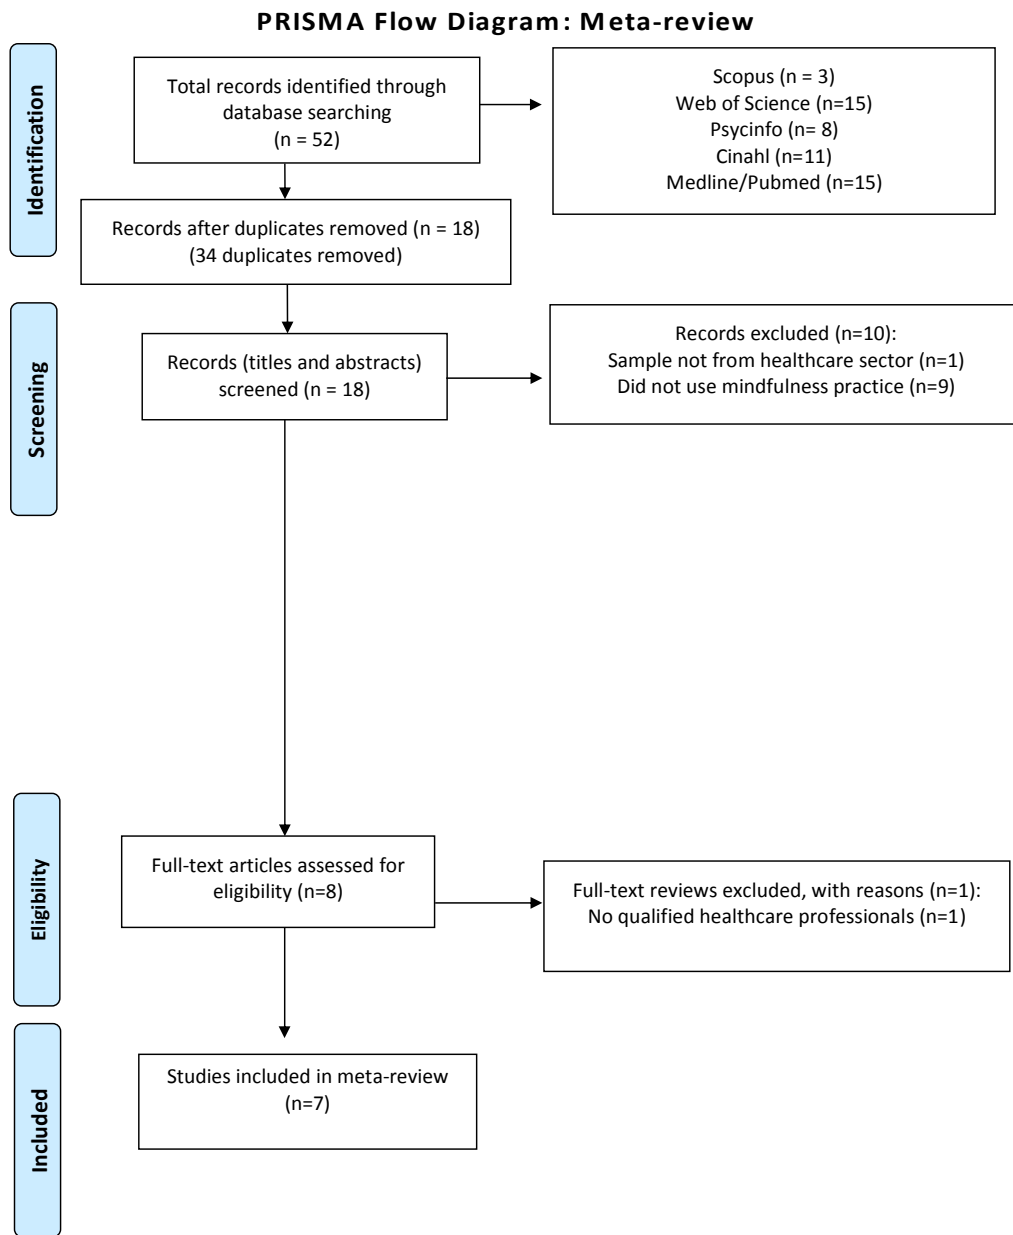 PRISMA Flow Diagram: Meta-review
Identification
Total records identified through
database searching
(n = 52)
Scopus (n = 3)
Web of Science (n=15)
Psycinfo (n= 8)
Cinahl (n=11)
Medline/Pubmed (n=15)
Records after duplicates removed (n = 18)
(34 duplicates removed)
Screening
Records (titles and abstracts)
screened (n = 18)
Records excluded (n=10):
Sample not from healthcare sector (n=1)
Did not use mindfulness practice (n=9)
Eligibility
Full-text articles assessed for
eligibility (n=8)
Full-text reviews excluded, with reasons (n=1):
No qualified healthcare professionals (n=1)
Included
Studies included in meta-review
(n=7)